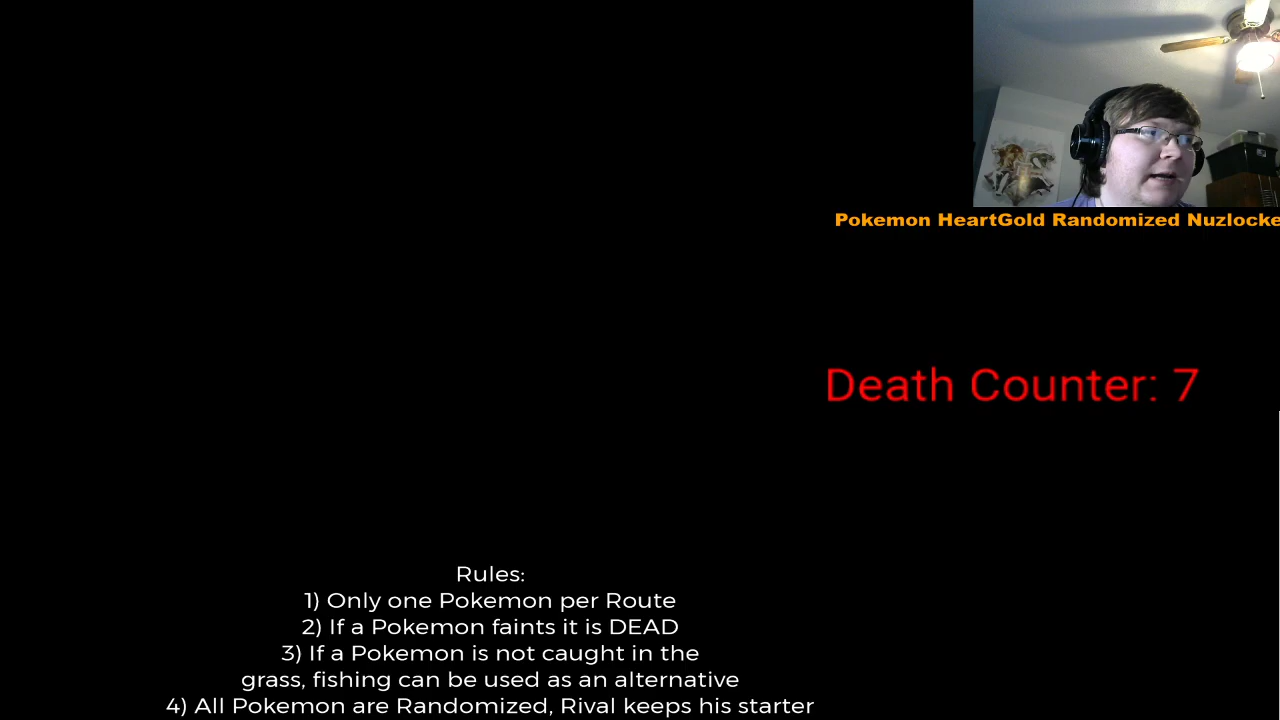 Pokemon HeartGold Randomized Nuzlocke
Death Counter: 7
Rules:
1) Only one Pokemon per Route
2) If a Pokemon faints it is DEAD
3) If a Pokemon is not caught in the
grass, fishing can be used as an alternative
4) All Pokemon are Randomized, Rival keeps his starter